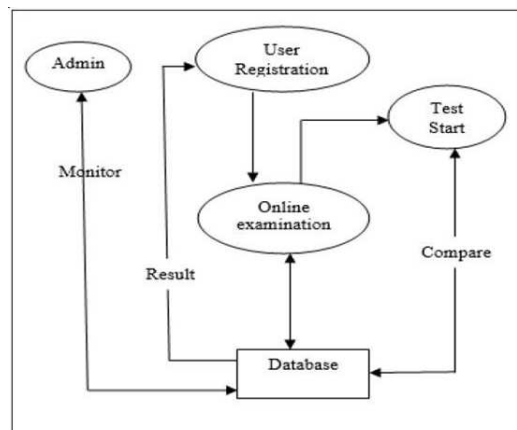 Admin
User
Registration
Test
Start
Monitor
Online
examination
Compare
Result
Database